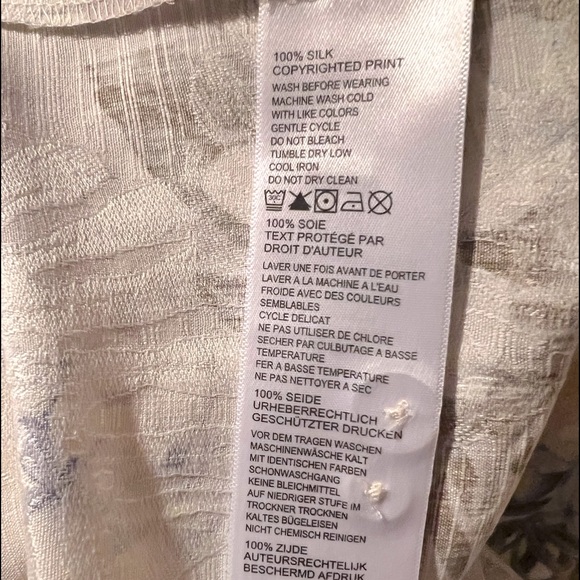 100% SILK
COPYRIGHTED PRINT
WASH BEFORE WEARING
MACHINE WASH COLD
WITH LIKE COLORS
GENTLE CYCLE
DO NOT BLEACH
TUMBLE DRY LOW
COOL IRON
DO NOT DRY CLEAN
30C
100% SOIE
TEXT PROTÉGÉ PAR
DROIT D'AUTEUR
LAVER UNE FOIS AVANT DE PORTER
LAVER A LA MACHINE A L'EAU
FROIDE AVEC DES COULEURS
SEMBLABLES
CYCLE DELICAT
NE PAS UTILISER DE CHLORE
SECHER PAR CULBUTAGE A BASSE
TEMPERATURE
FER A BASSE TEMPERATURE
NE PAS NETTOYER A SEC
100% SEIDE
URHEBERRECHTLICH
GESCHÜTZTER DRUCKEN
VOR DEM TRAGEN WASCHEN
MASCHINENWÄSCHE KALT
MIT IDENTISCHEN FARBEN
SCHONWASCHGANG
KEINE BLEICHMITTEL
AUF NIEDRIGER STUFE IM
TROCKNER TROCKNEN
KALTES BÜGELEISEN
NICHT CHEMISCH REINIGEN
100% ZIJDE
AUTEURSRECHTELIJK
BESCHERMD AFDRUK